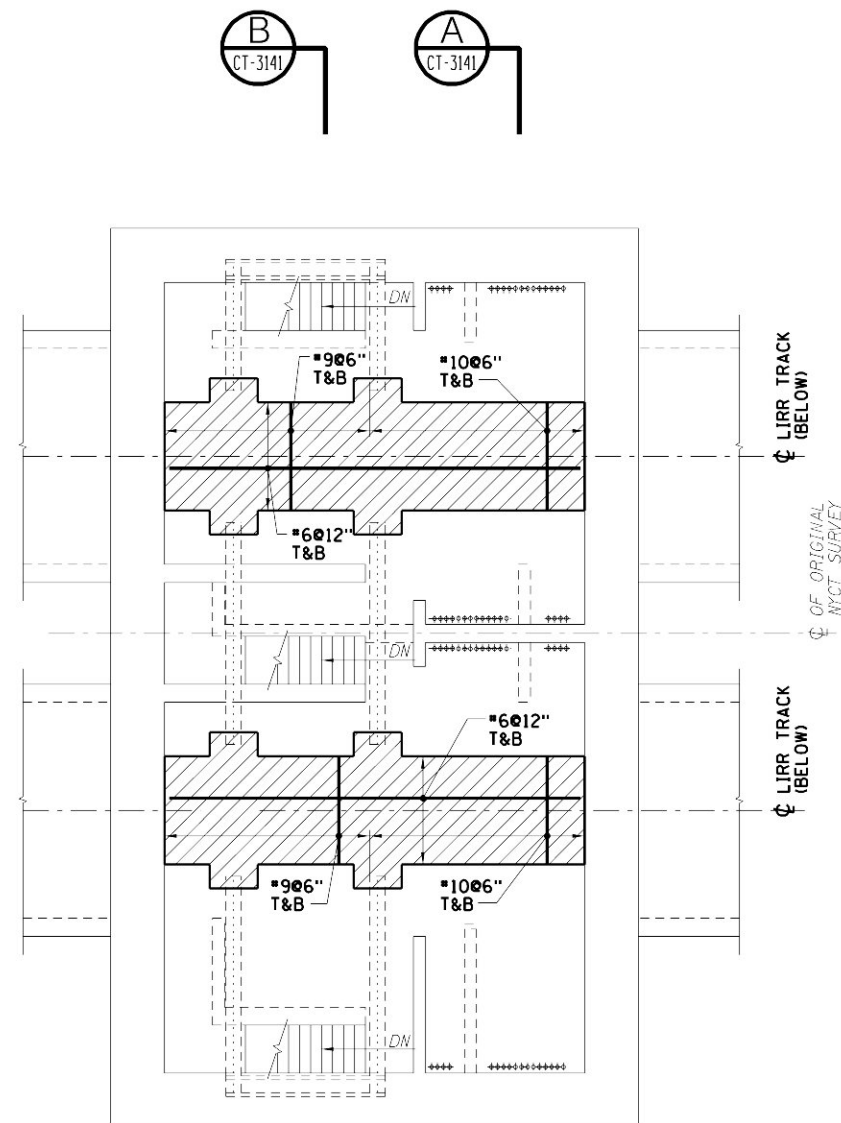 B
CT-3141
A
CT-3141
DN
#9@6"
T&B
#10@6"
T&B
℄ LIRR TRACK
(BELOW)
#6@12"
T&B
℄ OF ORIGINAL
NYCT SURVEY
DN
#6@12"
T&B
℄ LIRR TRACK
(BELOW)
#9@6"
T&B
#10@6"
T&B
DN